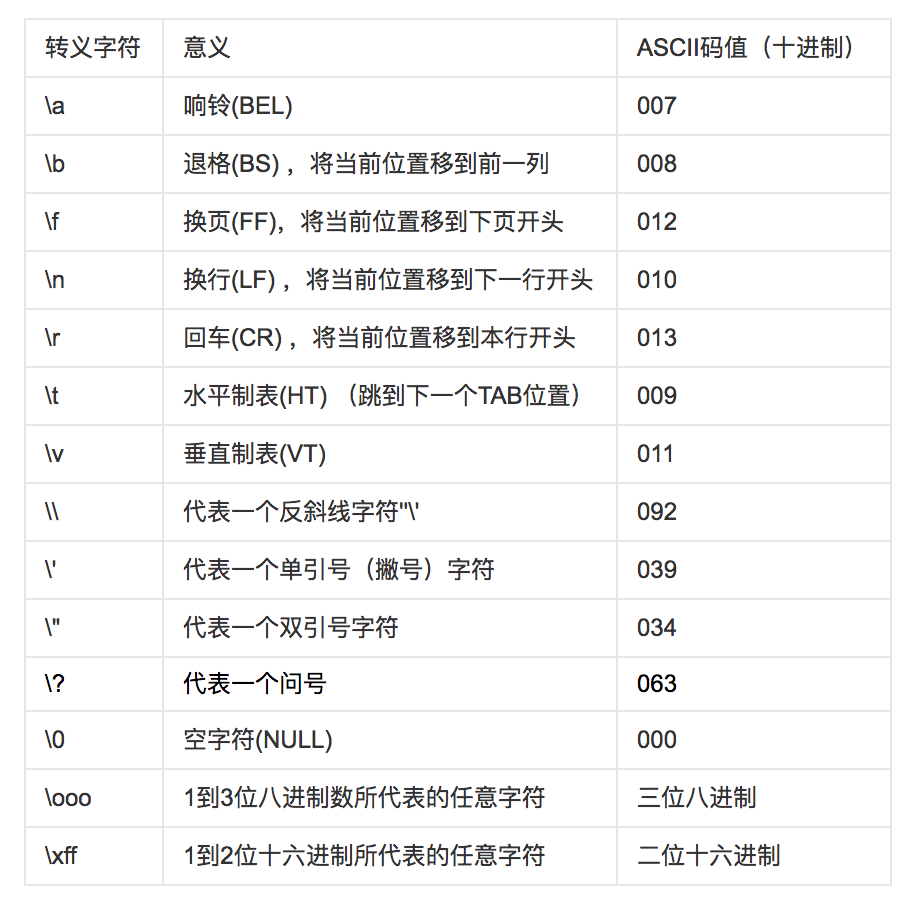 转义字符 意义 ASCII码值（十进制）
\a 响铃(BEL) 007
\b 退格(BS) ，将当前位置移到前一列 008
\f 换页(FF)，将当前位置移到下页开头 012
\n 换行(LF) ，将当前位置移到下一行开头 010
\r 回车(CR) ，将当前位置移到本行开头 013
\t 水平制表(HT) （跳到下一个TAB位置） 009
\v 垂直制表(VT) 011
\\ 代表一个反斜线字符''\' 092
\' 代表一个单引号（撇号）字符 039
\" 代表一个双引号字符 034
\? 代表一个问号 063
\0 空字符(NULL) 000
\ooo 1到3位八进制数所代表的任意字符 三位八进制
\xff 1到2位十六进制所代表的任意字符 二位十六进制